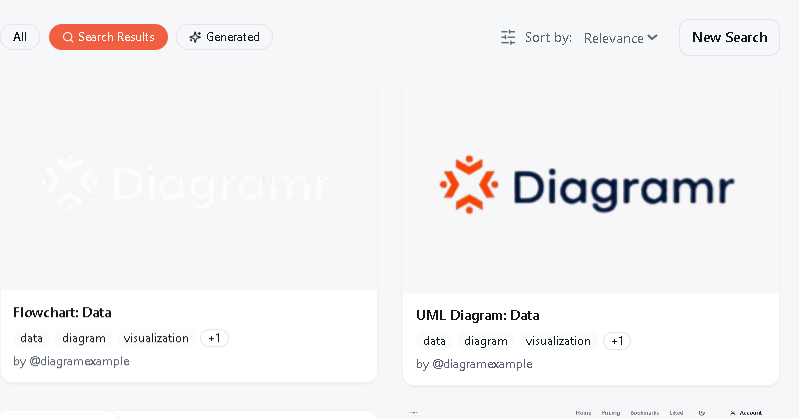 All
Search Results
Generated
Sort by:
Relevance
New Search
Diagramr
Diagramr
Flowchart: Data
data
diagram
visualization
+1
by @diagramexample
UML Diagram: Data
data
diagram
visualization
+1
by @diagramexample
Home
Pricing
Bookmarks
Liked
Account